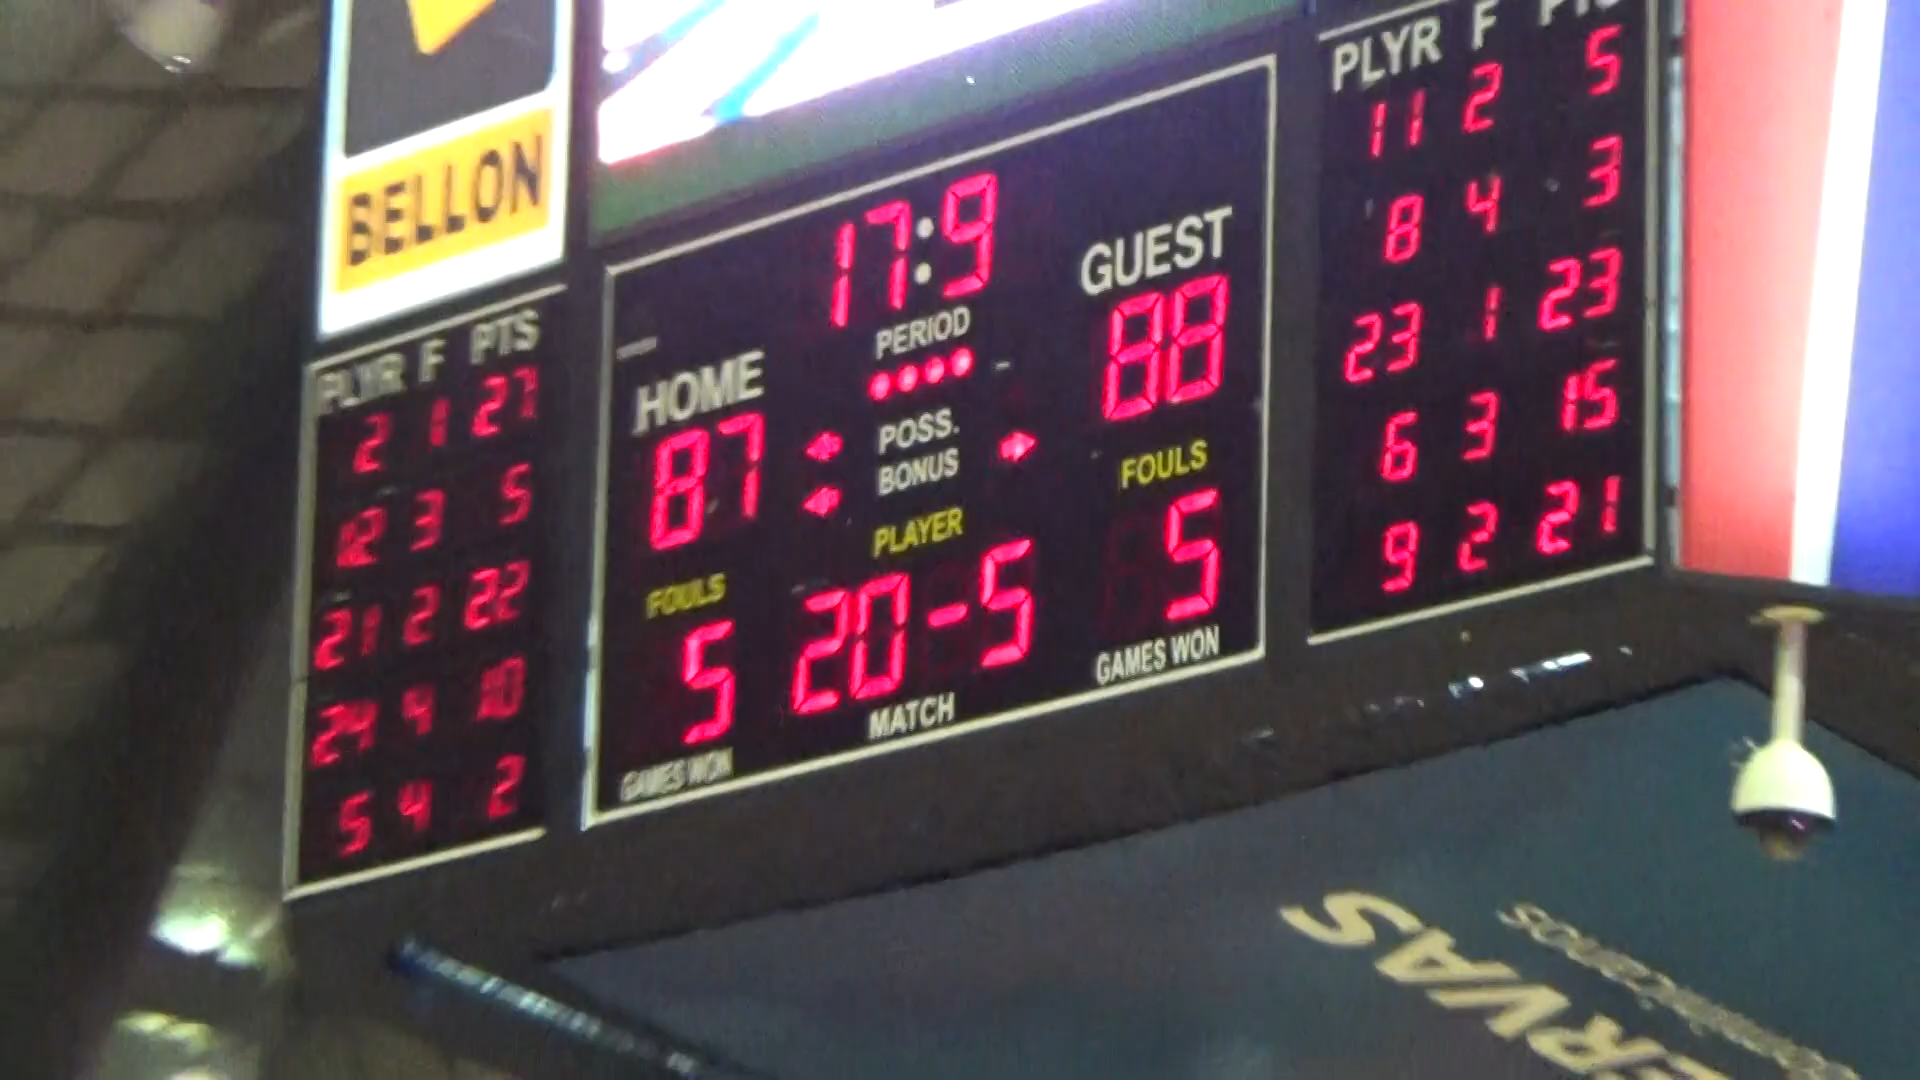 BELLON
PLYR F PTS
2 1 27
12 3 5
21 2 22
24 4 10
5 4 2
17:9
PERIOD
HOME
GUEST
87
88
POSS.
BONUS
PLAYER
FOULS
FOULS
5
20-5
5
GAMES WON
MATCH
GAMES WON
PLYR F PTS
11 2 5
8 4 3
23 1 23
6 3 15
9 2 21
ERVAS